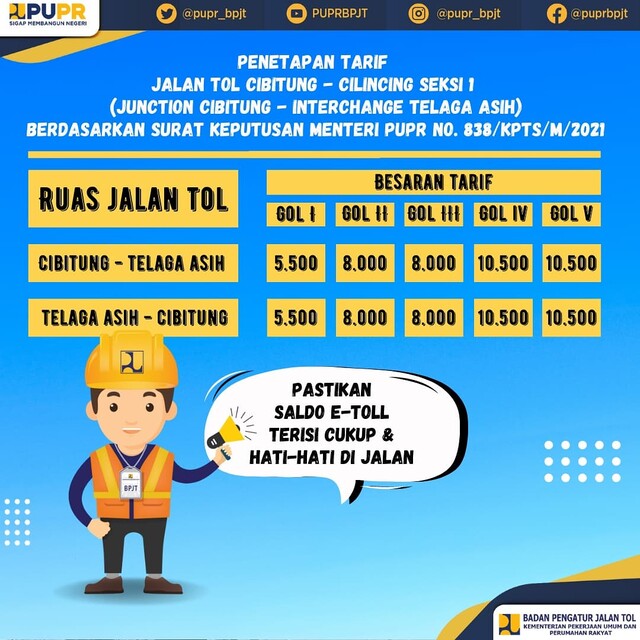 PUPR
SIGAP MEMBANGUN NEGERI
@pupr_bpjt
PUPRBPJT
@pupr_bpjt
@puprbpjt
PENETAPAN TARIF
JALAN TOL CIBITUNG - CILINCING SEKSI 1
(JUNCTION CIBITUNG - INTERCHANGE TELAGA ASIH)
BERDASARKAN SURAT KEPUTUSAN MENTERI PUPR NO. 838/KPTS/M/2021
RUAS JALAN TOL
BESARAN TARIF
GOL I GOL II GOL III GOL IV GOL V
CIBITUNG - TELAGA ASIH 5.500 8.000 8.000 10.500 10.500
TELAGA ASIH - CIBITUNG 5.500 8.000 8.000 10.500 10.500
PASTIKAN
SALDO E-TOLL
TERISI CUKUP &
HATI-HATI DI JALAN
BPJT
BADAN PENGATUR JALAN TOL
KEMENTERIAN PEKERJAAN UMUM DAN
PERUMAHAN RAKYAT